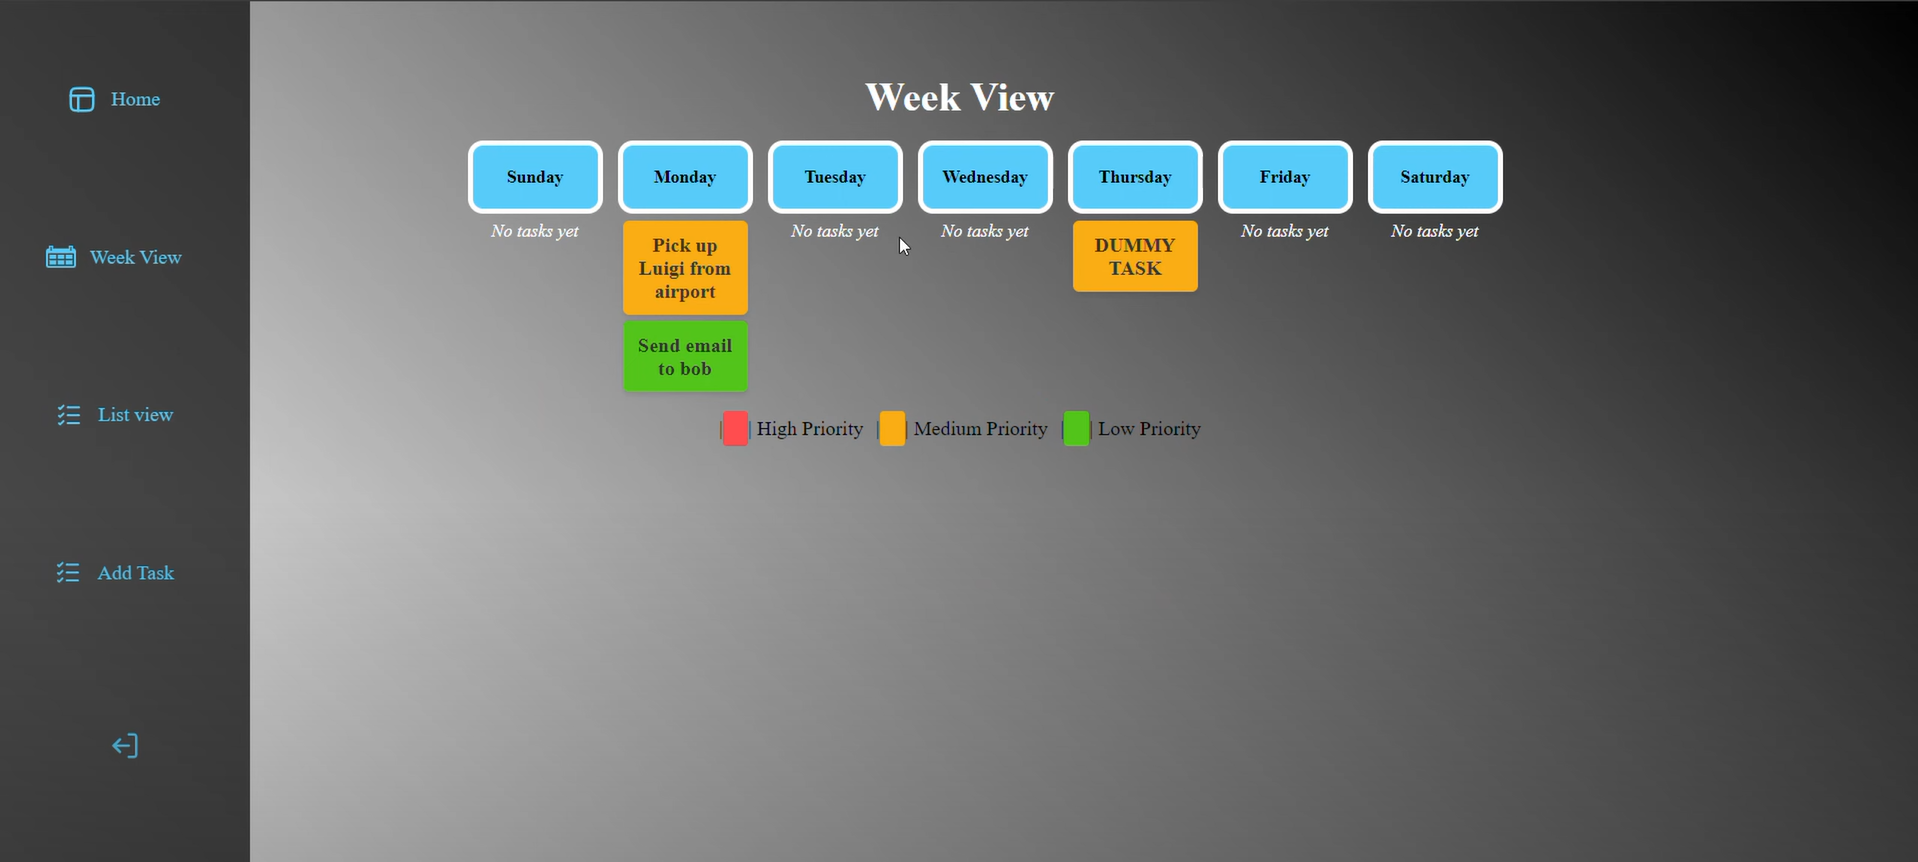 Home
Week View
List view
Add Task
Week View
Sunday
Monday
Tuesday
Wednesday
Thursday
Friday
Saturday
No tasks yet
Pick up
Luigi from
airport
Send email
to bob
No tasks yet
No tasks yet
DUMMY
TASK
No tasks yet
No tasks yet
High Priority
Medium Priority
Low Priority